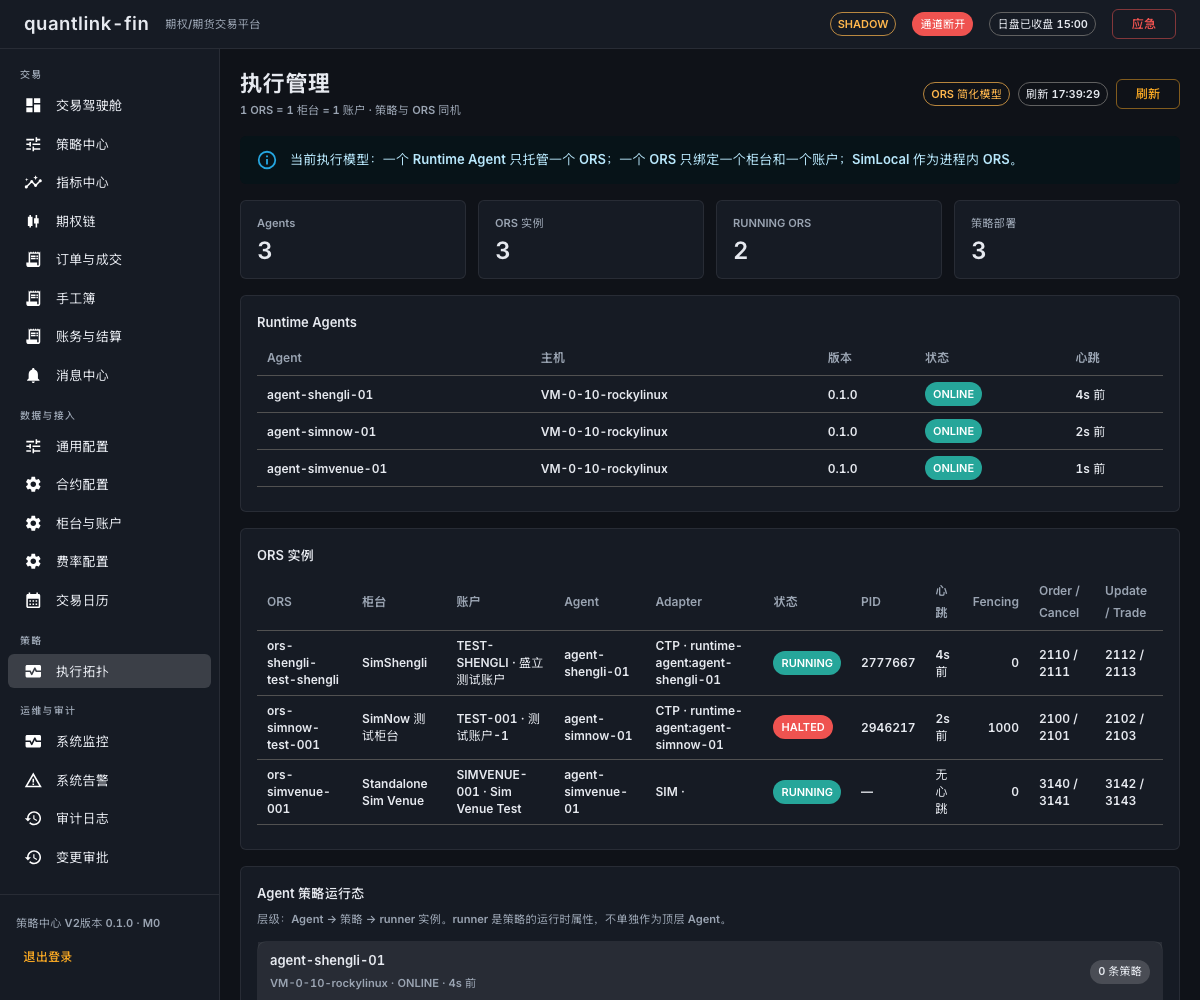 quantlink-fin 期权/期货交易平台 SHADOW 通道断开 日盘已收盘 15:00 应急
交易
交易驾驶舱
策略中心
指标中心
期权链
订单与成交
手工簿
账务与结算
消息中心
数据与接入
通用配置
合约配置
柜台与账户
费率配置
交易日历
策略
执行拓扑
运维与审计
系统监控
系统告警
审计日志
变更审批
策略中心 V2版本 0.1.0 · M0
退出登录
执行管理
1 ORS = 1 柜台 = 1 账户 · 策略与 ORS 同机
ORS 简化模型 刷新 17:39:29 刷新
当前执行模型：一个 Runtime Agent 只托管一个 ORS；一个 ORS 只绑定一个柜台和一个账户；SimLocal 作为进程内 ORS。
Agents ORS 实例 RUNNING ORS 策略部署
3 3 2 3
Runtime Agents
Agent 主机 版本 状态 心跳
agent-shengli-01 VM-0-10-rockylinux 0.1.0 ONLINE 4s 前
agent-simnow-01 VM-0-10-rockylinux 0.1.0 ONLINE 2s 前
agent-simvenue-01 VM-0-10-rockylinux 0.1.0 ONLINE 1s 前
ORS 实例
ORS 柜台 账户 Agent Adapter 状态 PID 心跳 Fencing Order / Cancel Update / Trade
ors-shengli-test-shengli SimShengli TEST-SHENGLI · 盛立测试账户 agent-shengli-01 CTP · runtime-agent:agent-shengli-01 RUNNING 2777667 4s 前 0 2110 / 2111 2112 / 2113
ors-simnow-test-001 SimNow 测试柜台 TEST-001 · 测试账户-1 agent-simnow-01 CTP · runtime-agent:agent-simnow-01 HALTED 2946217 2s 前 1000 2100 / 2101 2102 / 2103
ors-simvenue-001 Standalone Sim Venue SIMVENUE-001 · Sim Venue Test agent-simvenue-01 SIM · RUNNING — 无心跳 0 3140 / 3141 3142 / 3143
Agent 策略运行态
层级：Agent → 策略 → runner 实例。runner 是策略的运行时属性，不单独作为顶层 Agent。
agent-shengli-01
VM-0-10-rockylinux · ONLINE · 4s 前
0 条策略